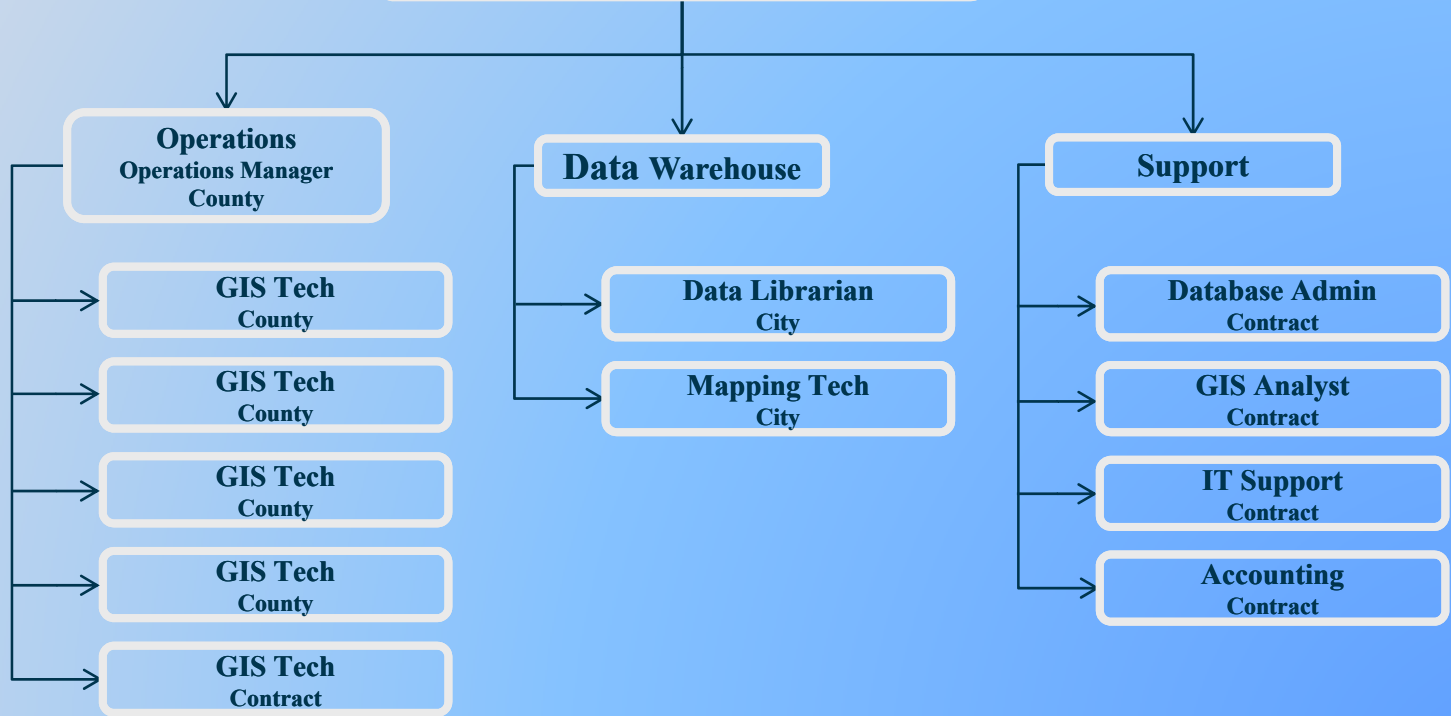 Operations
Operations Manager
County
GIS Tech
County
GIS Tech
County
GIS Tech
County
GIS Tech
County
GIS Tech
Contract
Data Warehouse
Data Librarian
City
Mapping Tech
City
Support
Database Admin
Contract
GIS Analyst
Contract
IT Support
Contract
Accounting
Contract